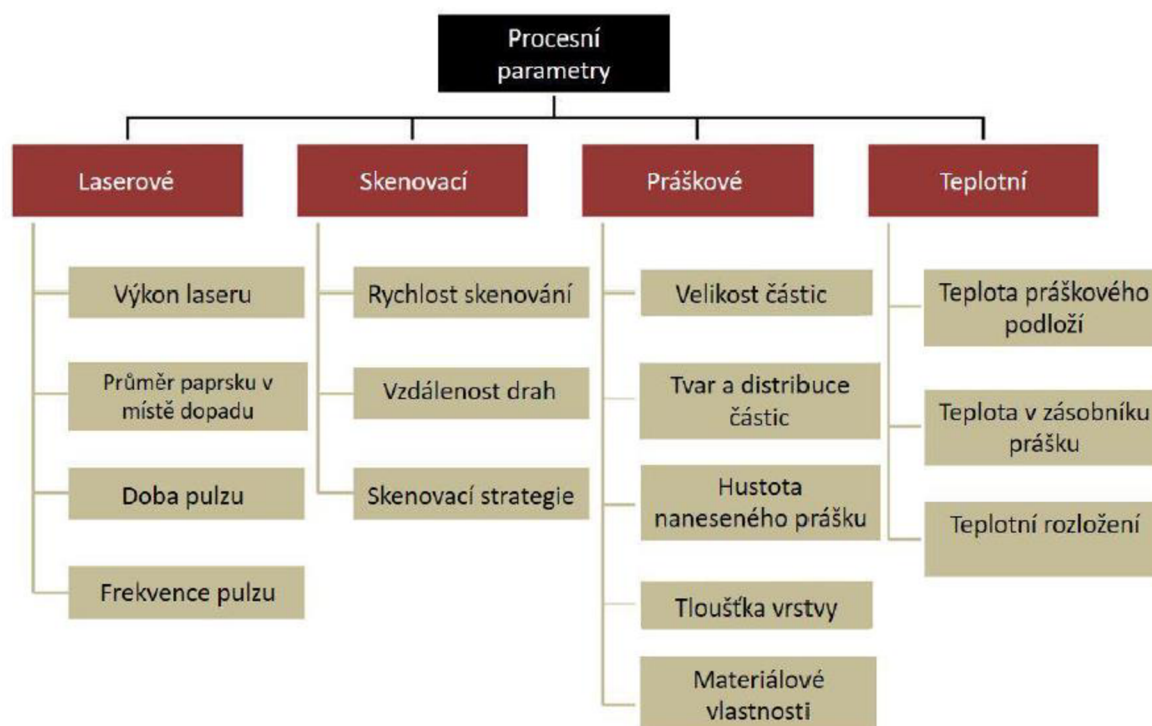 Procesní
parametry
Laserové
Výkon laseru
Průměr paprsku v
místě dopadu
Doba pulzu
Frekvence pulzu
Skenovací
Rychlost skenování
Vzdálenost drah
Skenovací strategie
Práškové
Velikost částic
Tvar a distribuce
částic
Hustota
naneseného prášku
Tloušťka vrstvy
Materiálové
vlastnosti
Teplotní
Teplota práškového
podloží
Teplota v zásobníku
prášku
Teplotní rozložení